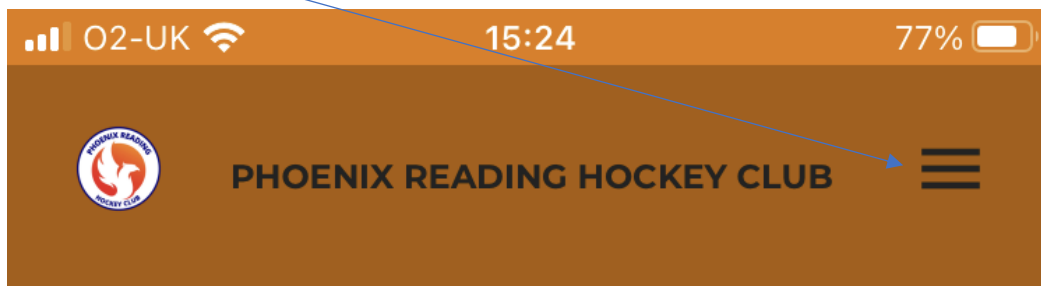 O2-UK 15:24 77%
PHOENIX READING
PHOENIX READING HOCKEY CLUB
HOCKEY CLUB